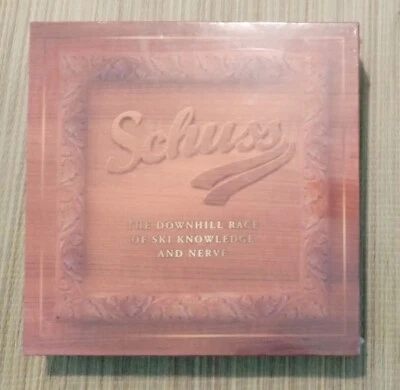 Schuss
THE DOWNHILL RACE
OF SKI KNOWLEDGE
AND NERVE